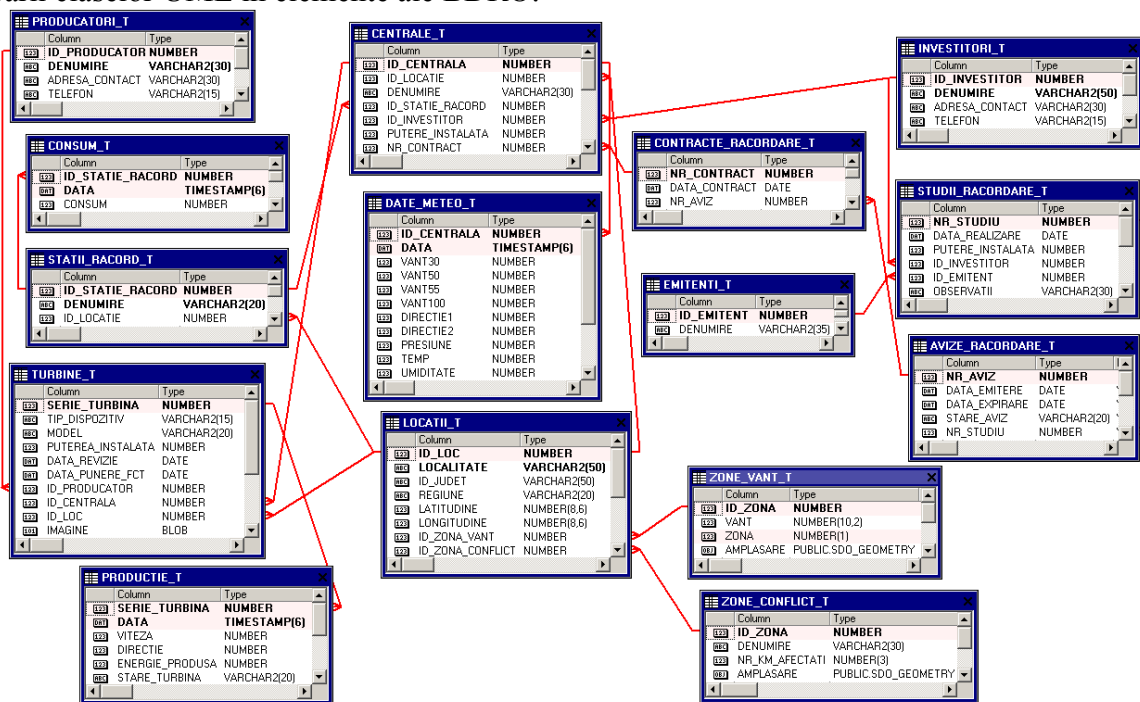 PRODUCATORI_T
Column Type
ID_PRODUCATOR NUMBER
DENUMIRE VARCHAR2(30)
ADRESA_CONTACT VARCHAR2(30)
TELEFON VARCHAR2(15)
CONSUM_T
Column Type
ID_STATIE_RACORD NUMBER
DATA TIMESTAMP(6)
CONSUM NUMBER
STATII_RACORD_T
Column Type
ID_STATIE_RACORD NUMBER
DENUMIRE VARCHAR2(20)
ID_LOCATIE NUMBER
TURBINE_T
Column Type
SERIE_TURBINA NUMBER
TIP_DISPOZITIV VARCHAR2(15)
MODEL VARCHAR2(20)
PUTEREA_INSTALATA NUMBER
DATA_REVIZIE DATE
DATA_PUNERE_FCT DATE
ID_PRODUCATOR NUMBER
ID_CENTRALA NUMBER
ID_LOC NUMBER
IMAGINE BLOB
PRODUCTIE_T
Column Type
SERIE_TURBINA NUMBER
DATA TIMESTAMP(6)
VITEZA NUMBER
DIRECTIE NUMBER
ENERGIE_PRODUSA NUMBER
STARE_TURBINA VARCHAR2(20)
CENTRALE_T
Column Type
ID_CENTRALA NUMBER
ID_LOCATIE NUMBER
DENUMIRE VARCHAR2(30)
ID_STATIE_RACORD NUMBER
ID_INVESTITOR NUMBER
PUTERE_INSTALATA NUMBER
NR_CONTRACT NUMBER
DATE_METEO_T
Column Type
ID_CENTRALA NUMBER
DATA TIMESTAMP(6)
VANT30 NUMBER
VANT50 NUMBER
VANT55 NUMBER
VANT100 NUMBER
DIRECTIE1 NUMBER
DIRECTIE2 NUMBER
PRESIUNE NUMBER
TEMP NUMBER
UMIDITATE NUMBER
LOCATII_T
Column Type
ID_LOC NUMBER
LOCALITATE VARCHAR2(50)
ID_JUDET VARCHAR2(50)
REGIUNE VARCHAR2(20)
LATITUDINE NUMBER(8,6)
LONGITUDINE NUMBER(8,6)
ID_ZONA_VANT NUMBER
ID_ZONA_CONFLICT NUMBER
CONTRACTE_RACORDARE_T
Column Type
NR_CONTRACT NUMBER
DATA_CONTRACT DATE
NR_AVIZ NUMBER
EMITENTI_T
Column Type
ID_EMITENT NUMBER
DENUMIRE VARCHAR2(35)
INVESTITORI_T
Column Type
ID_INVESTITOR NUMBER
DENUMIRE VARCHAR2(50)
ADRESA_CONTACT VARCHAR2(30)
TELEFON VARCHAR2(15)
STUDII_RACORDARE_T
Column Type
NR_STUDIU NUMBER
DATA_REALIZARE DATE
PUTERE_INSTALATA NUMBER
ID_INVESTITOR NUMBER
ID_EMITENT NUMBER
OBSERVATII VARCHAR2(30)
AVIZE_RACORDARE_T
Column Type
NR_AVIZ NUMBER
DATA_EMITERE DATE
DATA_EXPIRARE DATE
STARE_AVIZ VARCHAR2(20)
NR_STUDIU NUMBER
ZONE_VANT_T
Column Type
ID_ZONA NUMBER
VANT NUMBER(10,2)
ZONA NUMBER(1)
AMPLASARE PUBLIC.SDO_GEOMETRY
ZONE_CONFLICT_T
Column Type
ID_ZONA NUMBER
DENUMIRE VARCHAR2(30)
NR_KM_AFECTATI NUMBER(3)
AMPLASARE PUBLIC.SDO_GEOMETRY